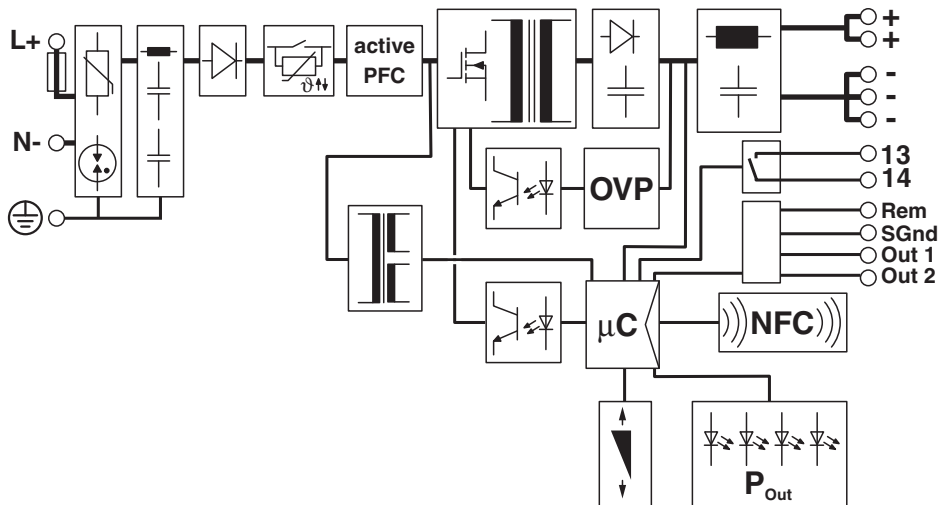 L+
N-
active
PFC
ϑ
+
+
-
-
-
OVP
13
14
Rem
SGnd
Out 1
Out 2
μC
NFC
P Out